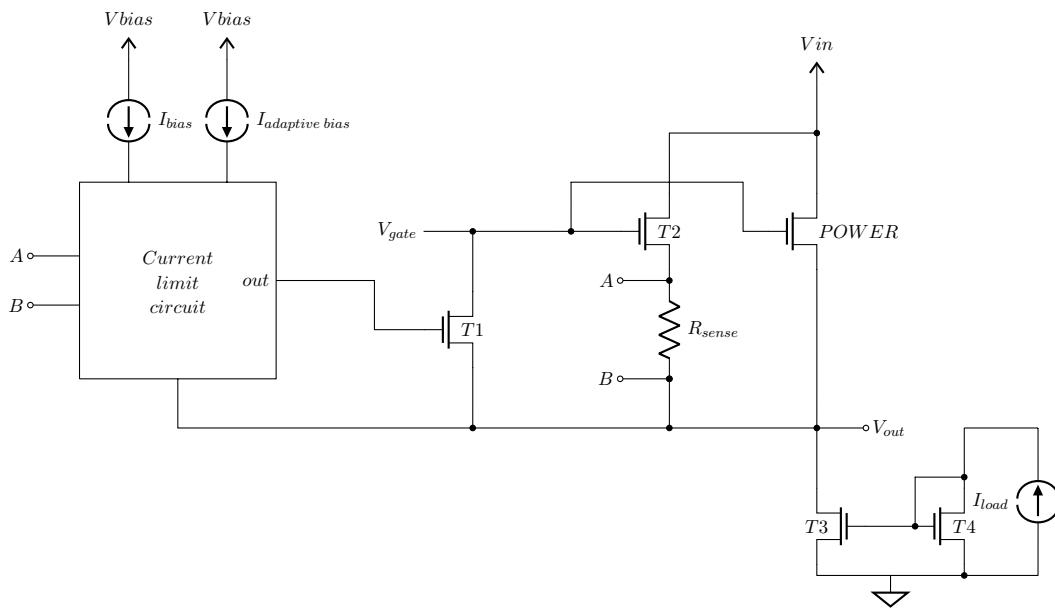 Vbias
Vbias
Vin
I_bias
I_adaptive bias
V_gate
T2
POWER
A
Current
limit
circuit
out
A
B
T1
R_sense
B
V_out
I_load
T3
T4